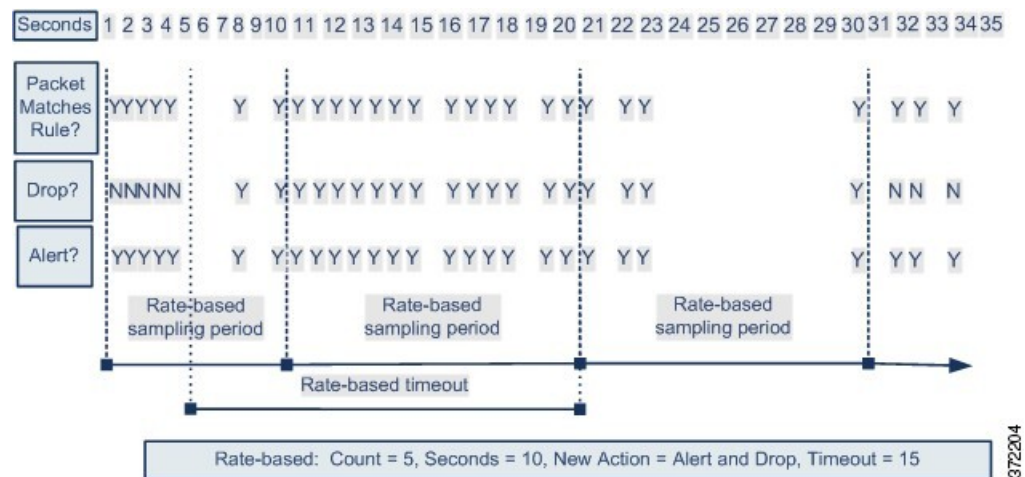 Seconds 1 2 3 4 5 6 7 8 9 10 11 12 13 14 15 16 17 18 19 20 21 22 23 24 25 26 27 28 29 30 31 32 33 34 35
Packet
Matches
Rule?
YYYYY Y Y Y Y Y Y Y Y Y Y Y Y Y Y Y Y Y Y Y Y Y Y Y
Drop?
NNNNN Y Y Y Y Y Y Y Y Y Y Y Y Y Y Y Y Y Y Y Y N N N
Alert?
YYYYY Y Y Y Y Y Y Y Y Y Y Y Y Y Y Y Y Y Y Y Y Y Y Y
Rate-based
sampling period
Rate-based
sampling period
Rate-based
sampling period
Rate-based timeout
Rate-based: Count = 5, Seconds = 10, New Action = Alert and Drop, Timeout = 15
372204